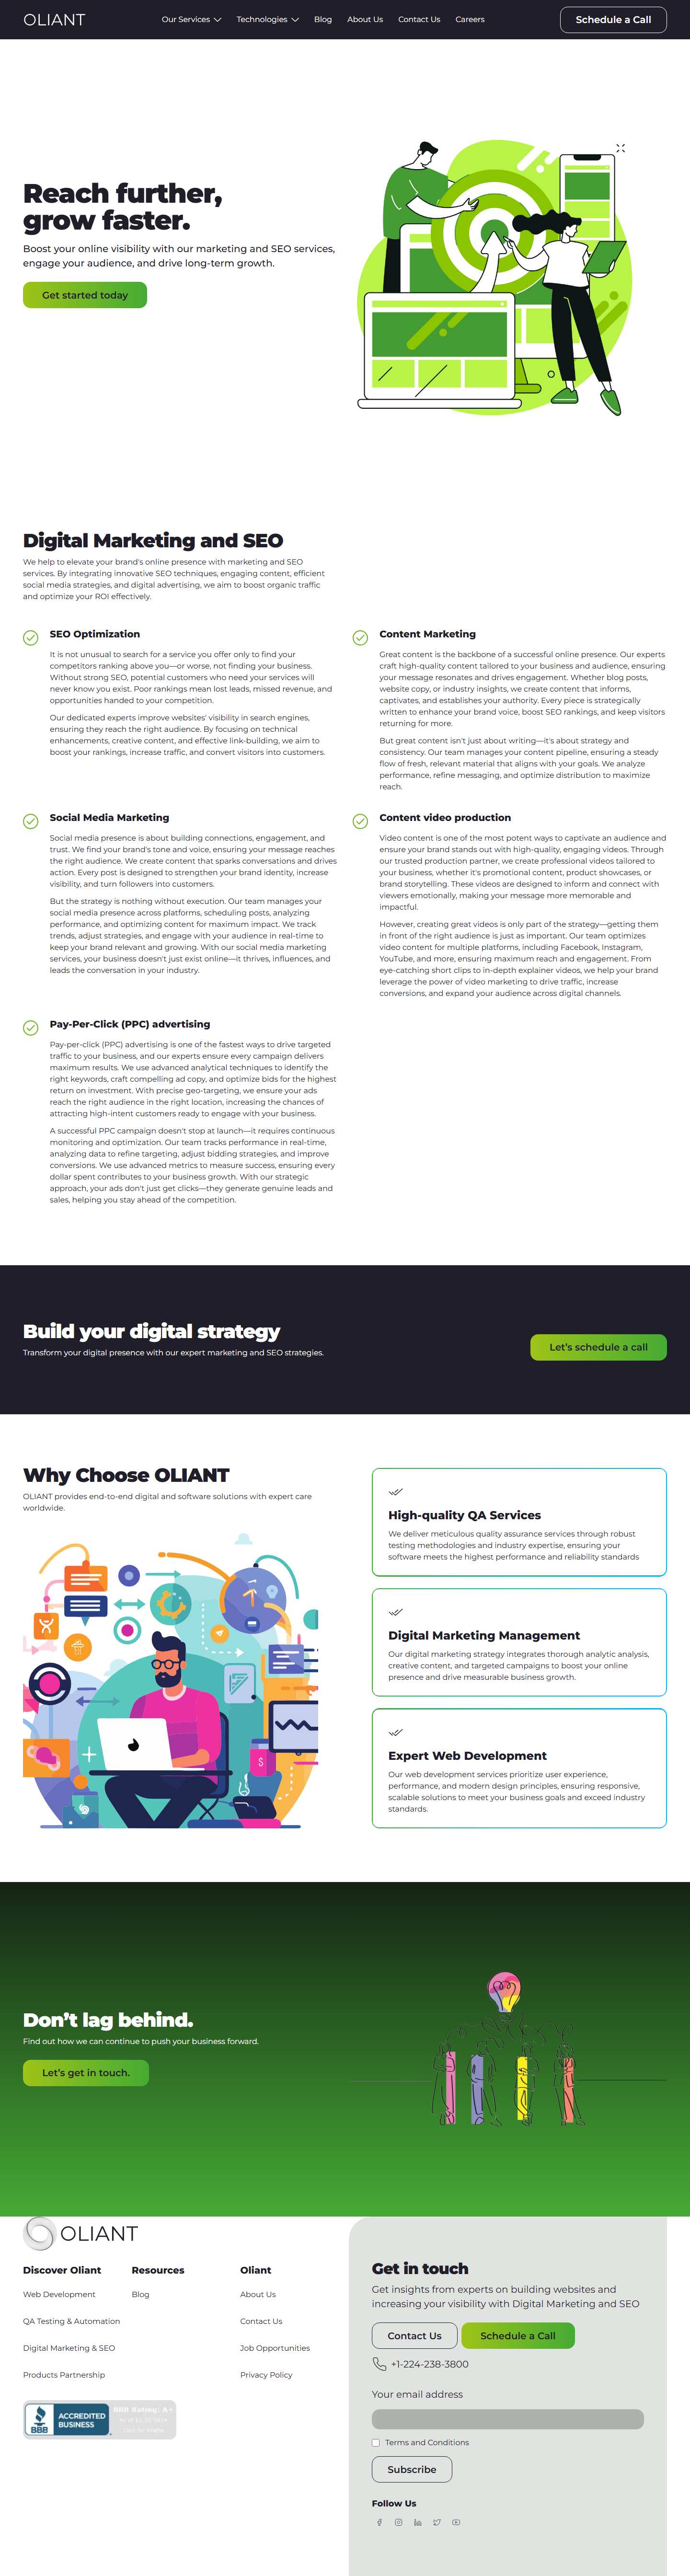 OLIANT
Our Services
Technologies
Blog
About Us
Contact Us
Careers
Schedule a Call
Reach further,
grow faster.
Boost your online visibility with our marketing and SEO services,
engage your audience, and drive long-term growth.
Get started today
Digital Marketing and SEO
We help to elevate your brand's online presence with marketing and SEO
services. By integrating innovative SEO techniques, engaging content, efficient
social media strategies, and digital advertising, we aim to boost organic traffic
and optimize your ROI effectively.
SEO Optimization
It is not unusual to search for a service you offer only to find your
competitors ranking above you—or worse, not finding your business.
Without strong SEO, potential customers who need your services will
never know you exist. Poor rankings mean lost leads, missed revenue, and
opportunities handed to your competition.
Our dedicated experts improve websites' visibility in search engines,
ensuring they reach the right audience. By focusing on technical
enhancements, creative content, and effective link-building, we aim to
boost your rankings, increase traffic, and convert visitors into customers.
Content Marketing
Great content is the backbone of a successful online presence. Our experts
craft high-quality content tailored to your business and audience, ensuring
your message resonates and drives engagement. Whether blog posts,
website copy, or industry insights, we create content that informs,
captivates, and establishes your authority. Every piece is strategically
written to enhance your brand voice, boost SEO rankings, and keep visitors
returning for more.
But great content isn't just about writing—it's about strategy and
consistency. Our team manages your content pipeline, ensuring a steady
flow of fresh, relevant material that aligns with your goals. We analyze
performance, refine messaging, and optimize distribution to maximize
reach.
Social Media Marketing
Social media presence is about building connections, engagement, and
trust. We find your brand's tone and voice, ensuring your message reaches
the right audience. We create content that sparks conversations and drives
action. Every post is designed to strengthen your brand identity, increase
visibility, and turn followers into customers.
But the strategy is nothing without execution. Our team manages your
social media presence across platforms, scheduling posts, analyzing
performance, and optimizing content for maximum impact. We track
trends, adjust strategies, and engage with your audience in real-time to
keep your brand relevant and growing. With our social media marketing
services, your business doesn't just exist online—it thrives, influences, and
leads the conversation in your industry.
Content video production
Video content is one of the most potent ways to captivate an audience and
ensure your brand stands out with high-quality, engaging videos. Through
our trusted production partner, we create professional videos tailored to
your business, whether it's promotional content, product showcases, or
brand storytelling. These videos are designed to inform and connect with
viewers emotionally, making your message more memorable and
impactful.
However, creating great videos is only part of the strategy—getting them
in front of the right audience is just as important. Our team optimizes
video content for multiple platforms, including Facebook, Instagram,
YouTube, and more, ensuring maximum reach and engagement. From
eye-catching short clips to in-depth explainer videos, we help your brand
leverage the power of video marketing to drive traffic, increase
conversions, and expand your audience across digital channels.
Pay-Per-Click (PPC) advertising
Pay-per-click (PPC) advertising is one of the fastest ways to drive targeted
traffic to your business, and our experts ensure every campaign delivers
maximum results. We use advanced analytical techniques to identify the
right keywords, craft compelling ad copy, and optimize bids for the highest
return on investment. With precise geo-targeting, we ensure your ads
reach the right audience in the right location, increasing the chances of
attracting high-intent customers ready to engage with your business.
A successful PPC campaign doesn't stop at launch—it requires continuous
monitoring and optimization. Our team tracks performance in real-time,
analyzing data to refine targeting, adjust bidding strategies, and improve
conversions. We use advanced metrics to measure success, ensuring every
dollar spent contributes to your business growth. With our strategic
approach, your ads don't just get clicks—they generate genuine leads and
sales, helping you stay ahead of the competition.
Build your digital strategy
Transform your digital presence with our expert marketing and SEO strategies.
Let's schedule a call
Why Choose OLIANT
OLIANT provides end-to-end digital and software solutions with expert care
worldwide.
High-quality QA Services
We deliver meticulous quality assurance services through robust
testing methodologies and industry expertise, ensuring your
software meets the highest performance and reliability standards
Digital Marketing Management
Our digital marketing strategy integrates thorough analytic analysis,
creative content, and targeted campaigns to boost your online
presence and drive measurable business growth.
Expert Web Development
Our web development services prioritize user experience,
performance, and modern design principles, ensuring responsive,
scalable solutions to meet your business goals and exceed industry
standards.
$
Don't lag behind.
Find out how we can continue to push your business forward.
Let's get in touch.
OLIANT
Discover Oliant
Web Development
QA Testing & Automation
Digital Marketing & SEO
Products Partnership
Resources
Blog
Oliant
About Us
Contact Us
Job Opportunities
Privacy Policy
BBB
ACCREDITED
BUSINESS
BBB Rating: A+
Get in touch
Get insights from experts on building websites and
increasing your visibility with Digital Marketing and SEO
Contact Us
Schedule a Call
+1-224-238-3800
Your email address
Terms and Conditions
Subscribe
Follow Us